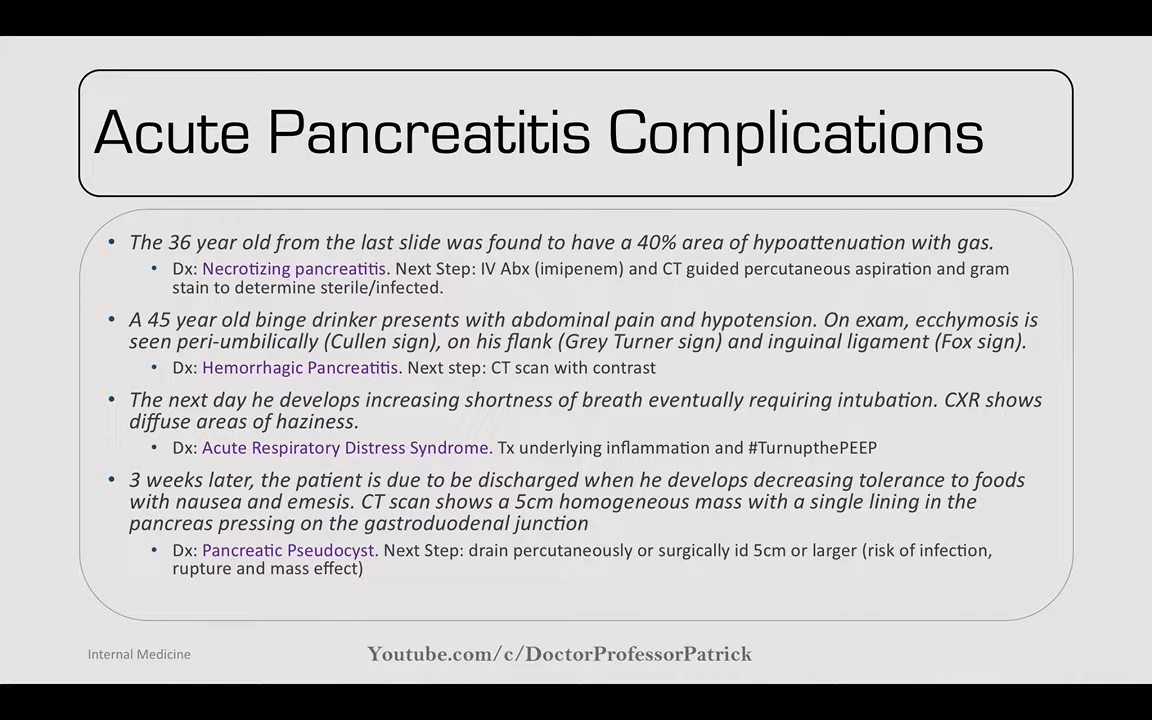 Acute Pancreatitis Complications
• The 36 year old from the last slide was found to have a 40% area of hypoattenuation with gas.
• Dx: Necrotizing pancreatitis. Next Step: IV Abx (imipenem) and CT guided percutaneous aspiration and gram
stain to determine sterile/infected.
• A 45 year old binge drinker presents with abdominal pain and hypotension. On exam, ecchymosis is
seen peri-umbilically (Cullen sign), on his flank (Grey Turner sign) and inguinal ligament (Fox sign).
• Dx: Hemorrhagic Pancreatitis. Next step: CT scan with contrast
• The next day he develops increasing shortness of breath eventually requiring intubation. CXR shows
diffuse areas of haziness.
• Dx: Acute Respiratory Distress Syndrome. Tx underlying inflammation and #TurnupthePEEP
• 3 weeks later, the patient is due to be discharged when he develops decreasing tolerance to foods
with nausea and emesis. CT scan shows a 5cm homogeneous mass with a single lining in the
pancreas pressing on the gastroduodenal junction
• Dx: Pancreatic Pseudocyst. Next Step: drain percutaneously or surgically id 5cm or larger (risk of infection,
rupture and mass effect)
Internal Medicine
Youtube.com/c/DoctorProfessorPatrick